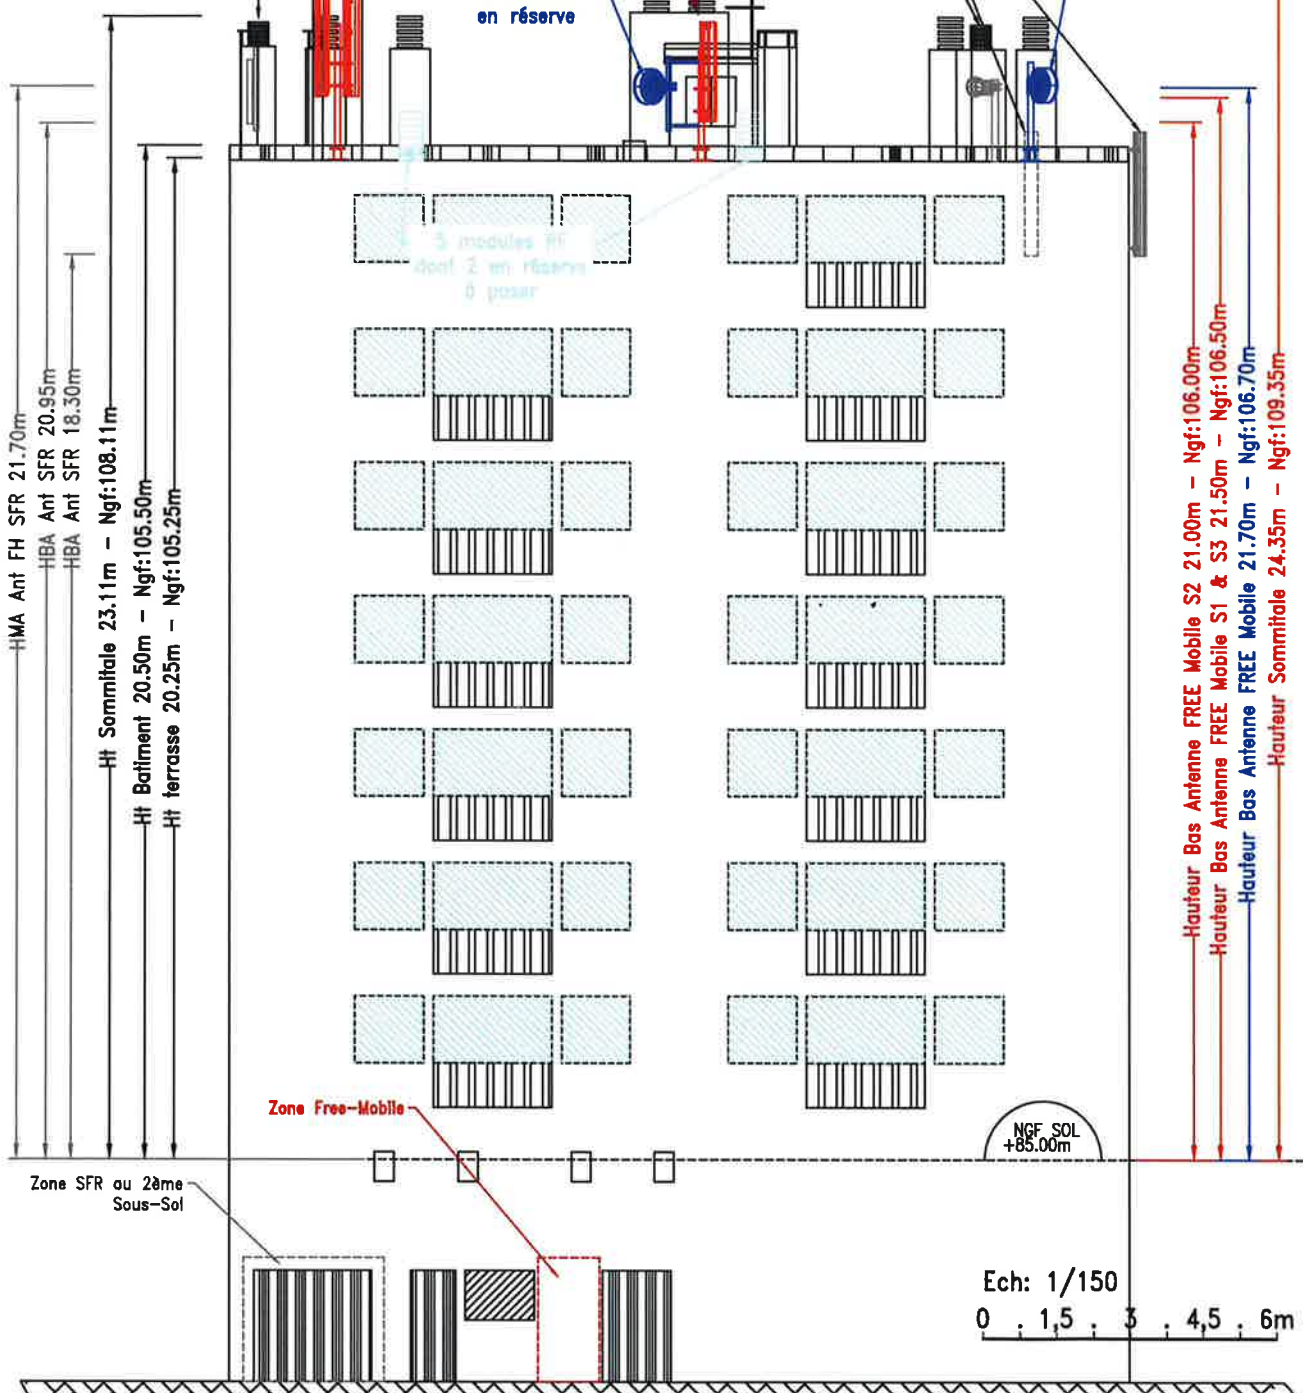 en réserve
5 modules RF
dont 2 en réserve
à poser
HMA Ant FH SFR 21.70m
HBA Ant SFR 20.95m
HBA Ant SFR 18.30m
Ht Sommitale 23.11m - Ngf:108.11m
Ht Batiment 20.50m - Ngf:105.50m
Ht terrasse 20.25m - Ngf:105.25m
Hauteur Bas Antenne FREE Mobile S2 21.00m - Ngf:106.00m
Hauteur Bas Antenne FREE Mobile S1 & S3 21.50m - Ngf:106.50m
Hauteur Bas Antenne FREE Mobile 21.70m - Ngf:106.70m
Hauteur Sommitale 24.35m - Ngf:109.35m
Zone Free-Mobile
NGF SOL
+85.00m
Zone SFR au 2ème
Sous-Sol
Ech: 1/150
0 . 1,5 . 3 . 4,5 . 6m